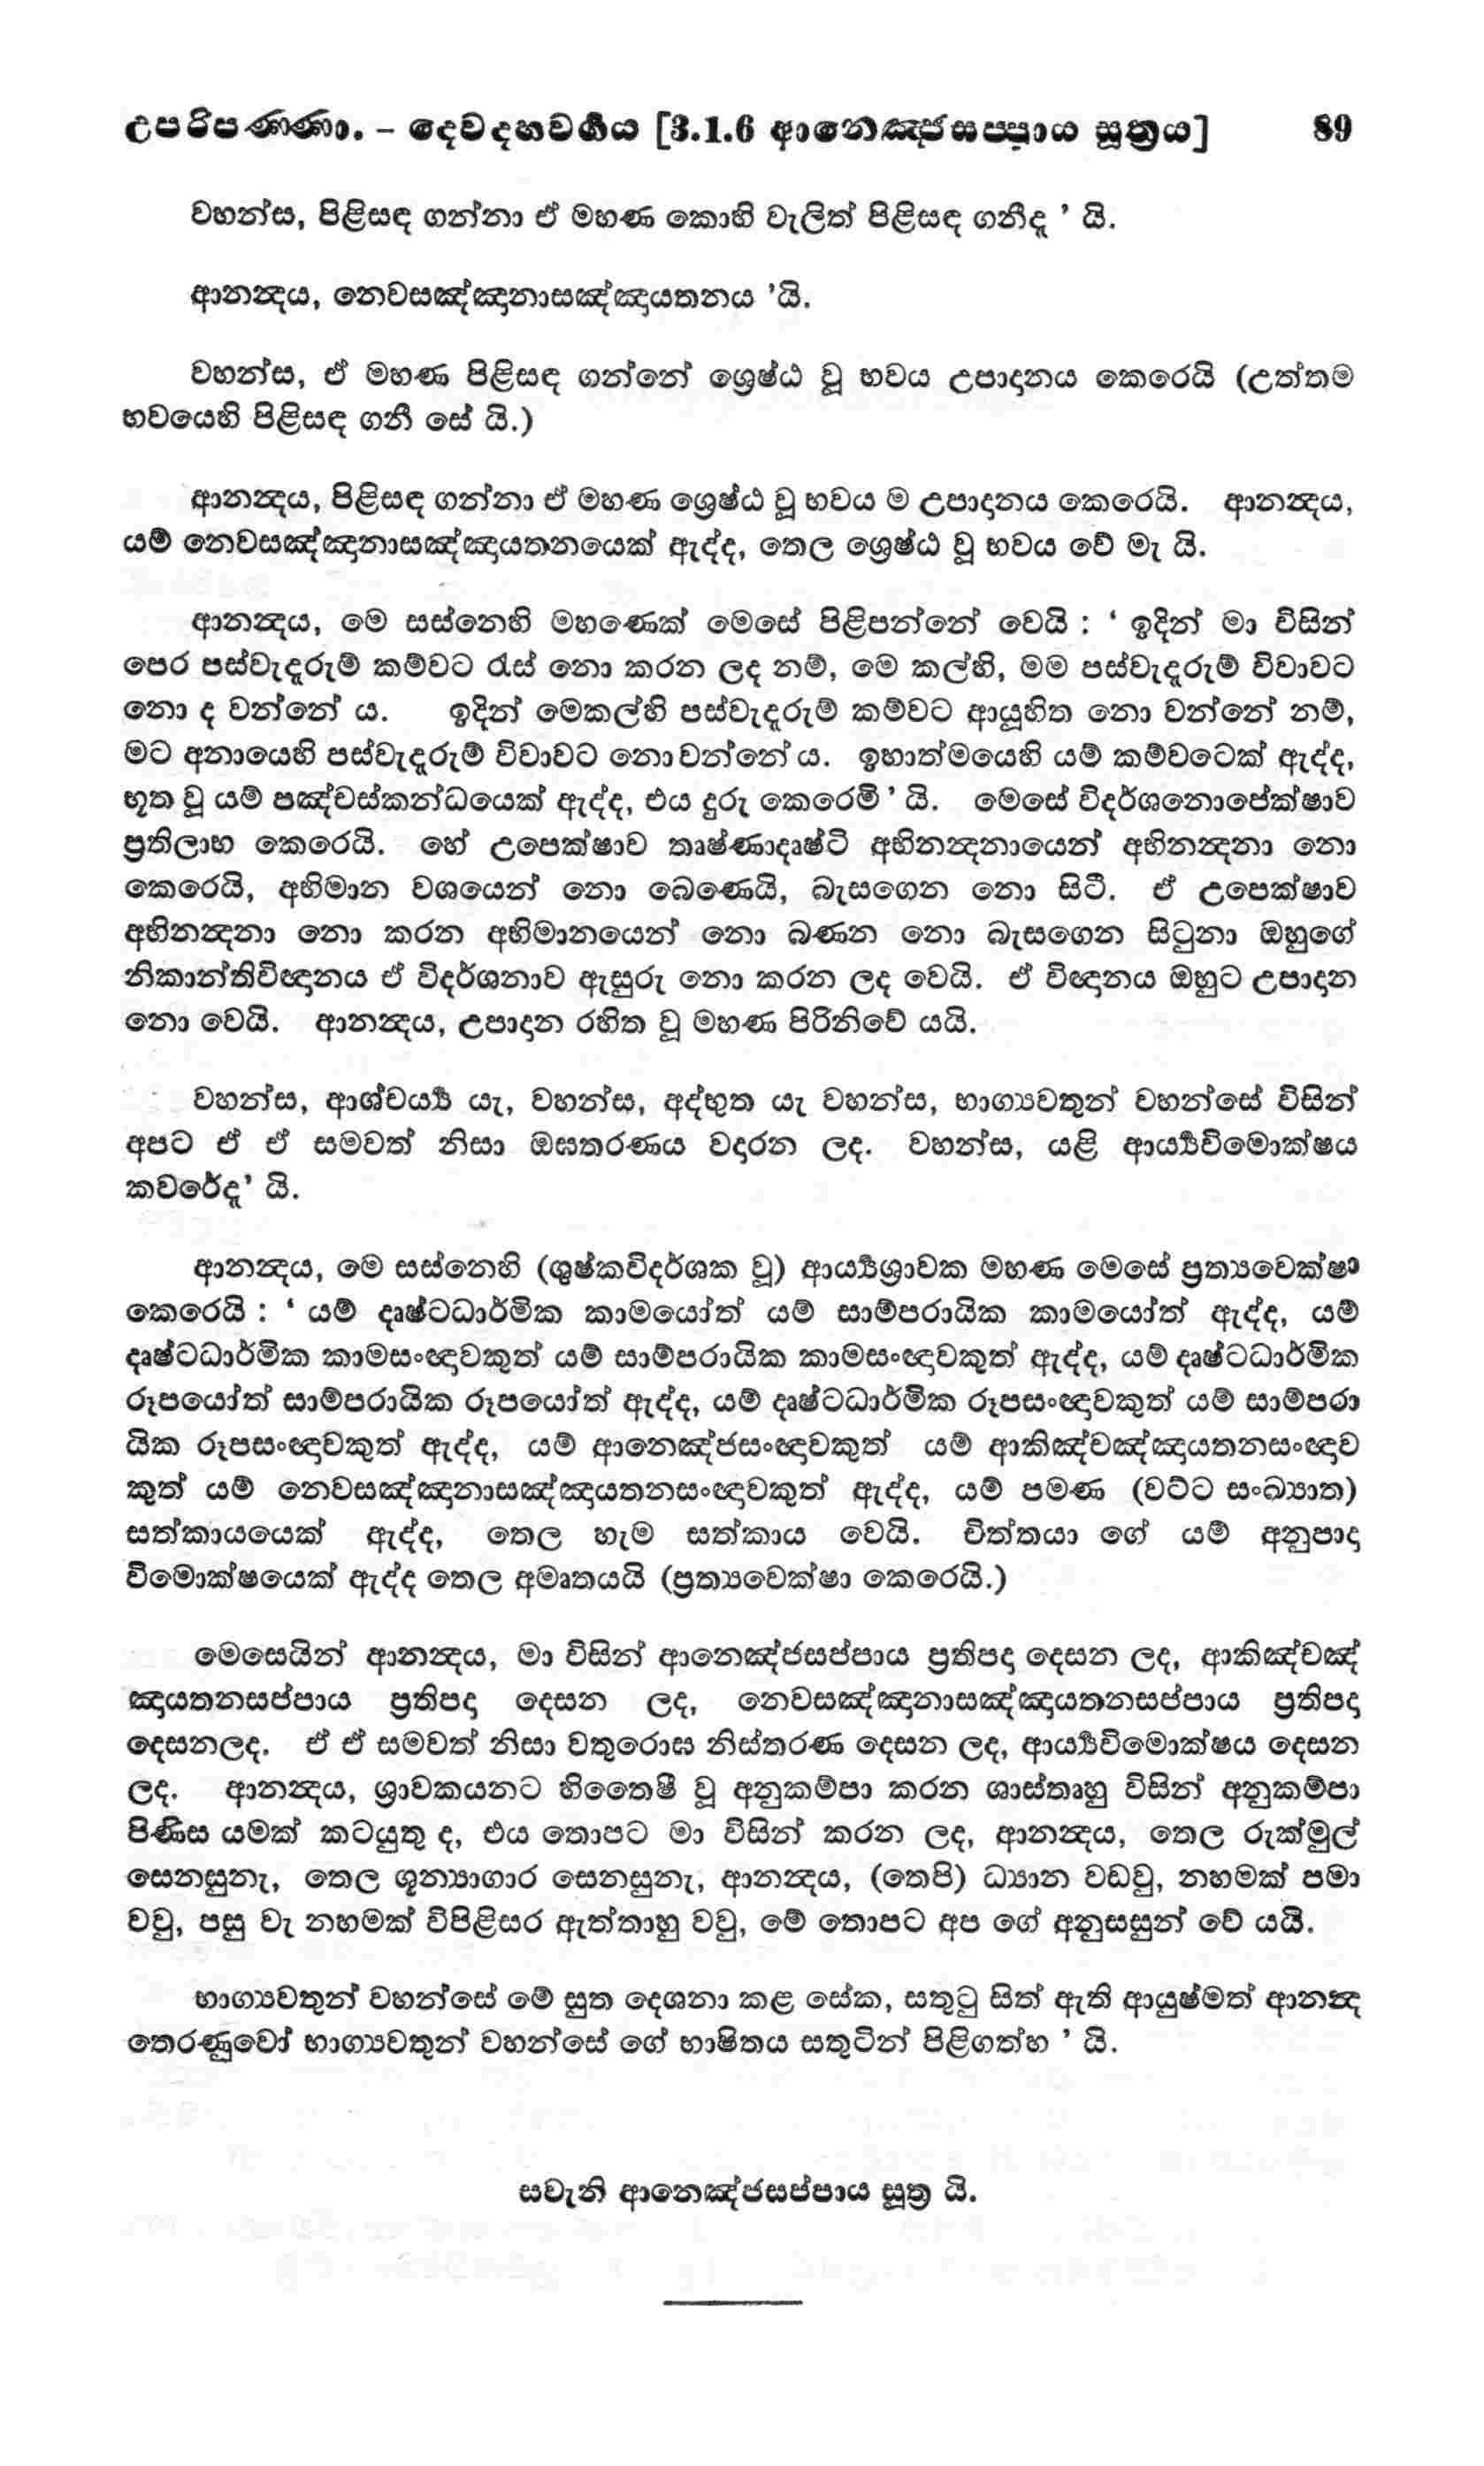 උපරිපණ්ණා. – දෙවදහවර්‍ගය [3.1.6 ආනෙඤ්ජසප්පාය සූත්‍රය] 89
වහන්ස, පිළිසඳ ගන්නා ඒ මහණ කොහි වැලිත් පිළිසඳ ගනීදැ ’ යි.
ආනන්‍දය, නෙවසඤ්ඤානාසඤ්ඤායතනය ’යි.
වහන්ස, ඒ මහණ පිළිසඳ ගන්නේ ශ්‍රෙෂ්ඨ වූ භවය උපාදානය කෙරෙයි (උත්තම
භවයෙහි පිළිසඳ ගනී සේ යි.)
ආනන්‍දය, පිළිසඳ ගන්නා ඒ මහණ ශ්‍රෙෂ්ඨ වූ භවය ම උපාදානය කෙරෙයි. ආනන්‍දය,
යම් නෙවසඤ්ඤානාසඤ්ඤායතනයෙක් ඇද්ද, තෙල ශ්‍රෙෂ්ඨ වූ භවය වේ මැ යි.
ආනන්‍දය, මෙ සස්නෙහි මහණෙක් මෙසේ පිළිපන්නේ වෙයි : ‘ ඉදින් මා විසින්
පෙර පස්වැදෑරුම් කම්වට රැස් නො කරන ලද නම්, මෙ කල්හි, මම පස්වැදෑරුම් විවාවට
නො ද වන්නේ ය. ඉදින් මෙකල්හි පස්වැදෑරුම් කම්වට ආයූහිත නො වන්නේ නම්,
මට අනායෙහි පස්වැදෑරුම් විවාවට නොවන්නේ ය. ඉහාත්මයෙහි යම් කම්වටෙක් ඇද්ද,
භූත වූ යම් පඤ්චස්කන්ධයෙක් ඇද්ද, එය දුරු කෙරෙමි ’ යි. මෙසේ විදර්ශනොපේක්ෂාව
ප්‍රතිලාභ කෙරෙයි. හේ උපෙක්ෂාව තෘෂ්ණාදෘෂ්ටි අභිනන්‍දනායෙන් අභිනන්‍දනා නො
කෙරෙයි, අභිමාන වශයෙන් නො බෙණෙයි, බැසගෙන නො සිටී. ඒ උපෙක්ෂාව
අභිනන්‍දනා නො කරන අභිමානයෙන් නො බණන නො බැසගෙන සිටුනා ඔහුගේ
නිකාන්තිවිඥානය ඒ විදර්ශනාව ඇසුරු නො කරන ලද වෙයි. ඒ විඥානය ඔහුට උපාදාන
නො වෙයි. ආනන්‍දය, උපාදාන රහිත වූ මහණ පිරිනිවේ යයි.
වහන්ස, ආශ්චර්‍ය්‍ය යැ, වහන්ස, අද්භුත යැ වහන්ස, භාග්‍යවතුන් වහන්සේ විසින්
අපට ඒ ඒ සමවත් නිසා ඔඝතරණය වදාරන ලද. වහන්ස, යළි ආර්‍ය්‍යවිමොක්ෂය
කවරේදැ’ යි.
ආනන්‍දය, මෙ සස්නෙහි (ශුෂ්කවිදර්ශක වූ) ආර්‍ය්‍යශ්‍රාවක මහණ මෙසේ ප්‍රත්‍යවෙක්ෂා
කෙරෙයි : ‘ යම් දෘෂ්ටධාර්මික කාමයෝත් යම් සාම්පරායික කාමයෝත් ඇද්ද, යම්
දෘෂ්ටධාර්මික කාමසංඥාවකුත් යම් සාම්පරායික කාමසංඥාවකුත් ඇද්ද, යම් දෘෂ්ටධාර්මික
රූපයෝත් සාම්පරායික රූපයෝත් ඇද්ද, යම් දෘෂ්ටධාර්මික රූපසංඥාවකුත් යම් සාම්පරා
යික රූපසංඥාවකුත් ඇද්ද, යම් ආනෙඤ්ජසංඥාවකුත් යම් ආකිඤ්චඤ්ඤායතනසංඥාව
කුත් යම් නෙවසඤ්ඤානාසඤ්ඤායතනසංඥාවකුත් ඇද්ද, යම් පමණ (වට්ට සංඛ්‍යාත)
සත්කායයෙක් ඇද්ද, තෙල හැම සත්කාය වෙයි. චිත්තයා ගේ යම් අනුපාදා
විමොක්ෂයෙක් ඇද්ද තෙල අමෘතයයි (ප්‍රත්‍යවෙක්ෂා කෙරෙයි.)
මෙසෙයින් ආනන්‍දය, මා විසින් ආනෙඤ්ජසප්පාය ප්‍රතිපදා දෙසන ලද, ආකිඤ්චඤ්
ඤායතනසප්පාය ප්‍රතිපදා දෙසන ලද, නෙවසඤ්ඤානාසඤ්ඤායතනසප්පාය ප්‍රතිපදා
දෙසනලද. ඒ ඒ සමවත් නිසා චතුරොඝ නිස්තරණ දෙසන ලද, ආර්‍ය්‍යවිමොක්ෂය දෙසන
ලද. ආනන්‍දය, ශ්‍රාවකයනට හිතෛෂී වූ අනුකම්පා කරන ශාස්තෘහු විසින් අනුකම්පා
පිණිස යමක් කටයුතු ද, එය තොපට මා විසින් කරන ලද, ආනන්‍දය, තෙල රුක්මුල්
සෙනසුනැ, තෙල ශූන්‍යාගාර සෙනසුනැ, ආනන්‍දය, (තෙපි) ධ්‍යාන වඩවු, නහමක් පමා
වවු, පසු වැ නහමක් විපිළිසර ඇත්තාහු වවු, මේ තොපට අප ගේ අනුසසුන් වේ යයි.
භාග්‍යවතුන් වහන්සේ මේ සුත දෙශනා කළ සේක, සතුටු සිත් ඇති ආයුෂ්මත් ආනන්‍ද
තෙරණුවෝ භාග්‍යවතුන් වහන්සේ ගේ භාෂිතය සතුටින් පිළිගත්හ ’ යි.
සවැනි ආනෙඤ්ජසප්පාය සූත්‍ර යි.